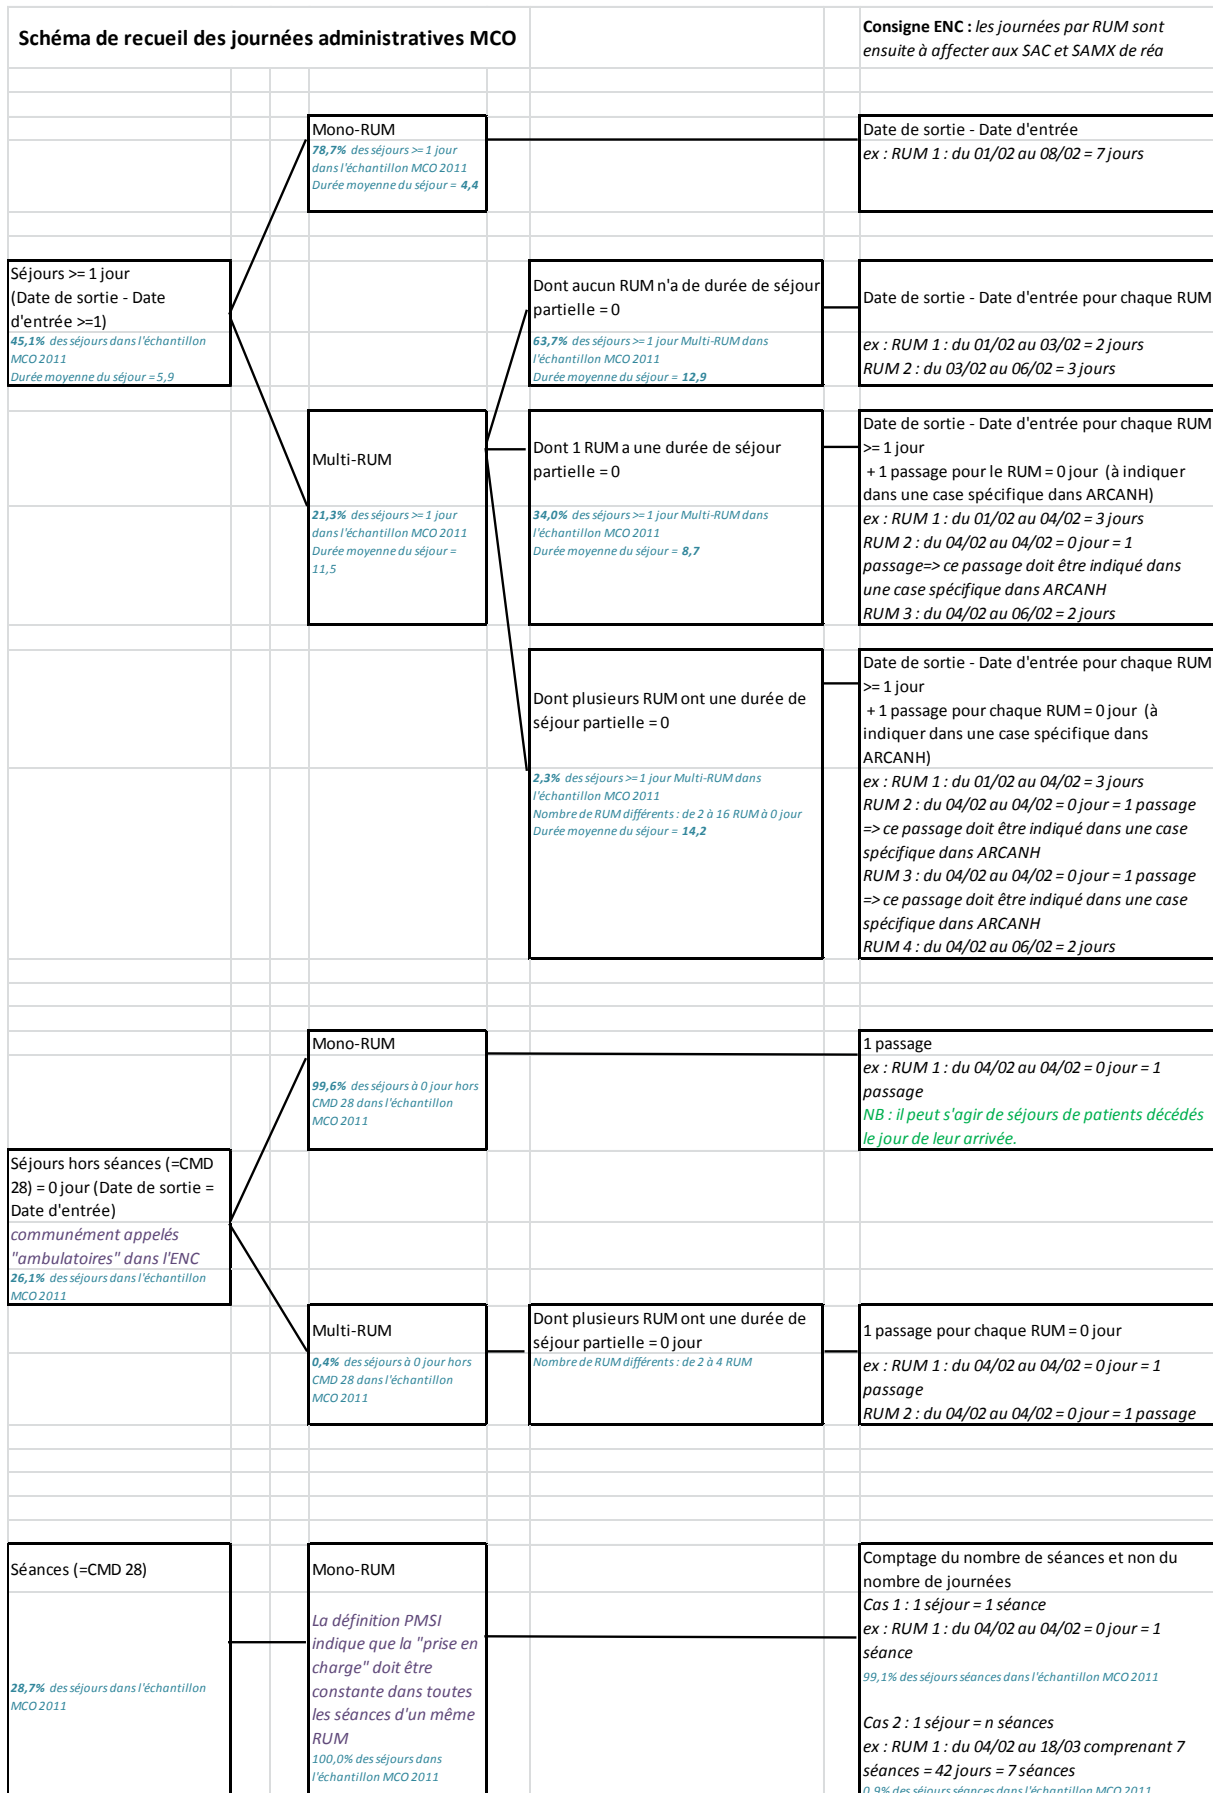 Schéma de recueil des journées administratives MCO
Consigne ENC : les journées par RUM sont
ensuite à affecter aux SAC et SAMX de réa
Mono-RUM
78,7% des séjours >= 1 jour
dans l'échantillon MCO 2011
Durée moyenne du séjour = 4,4
Date de sortie - Date d'entrée
ex : RUM 1 : du 01/02 au 08/02 = 7 jours
Séjours >= 1 jour
(Date de sortie - Date
d'entrée >=1)
45,1% des séjours dans l'échantillon
MCO 2011
Durée moyenne du séjour = 5,9
Dont aucun RUM n'a de durée de séjour
partielle = 0
63,7% des séjours >= 1 jour Multi-RUM dans
l'échantillon MCO 2011
Durée moyenne du séjour = 12,9
Date de sortie - Date d'entrée pour chaque RUM
ex : RUM 1 : du 01/02 au 03/02 = 2 jours
RUM 2 : du 03/02 au 06/02 = 3 jours
Multi-RUM
21,3% des séjours >= 1 jour
dans l'échantillon MCO 2011
Durée moyenne du séjour =
11,5
Dont 1 RUM a une durée de séjour
partielle = 0
34,0% des séjours >= 1 jour Multi-RUM dans
l'échantillon MCO 2011
Durée moyenne du séjour = 8,7
Date de sortie - Date d'entrée pour chaque RUM
>= 1 jour
+ 1 passage pour le RUM = 0 jour (à indiquer
dans une case spécifique dans ARCANH)
ex : RUM 1 : du 01/02 au 04/02 = 3 jours
RUM 2 : du 04/02 au 04/02 = 0 jour = 1
passage=> ce passage doit être indiqué dans
une case spécifique dans ARCANH
RUM 3 : du 04/02 au 06/02 = 2 jours
Dont plusieurs RUM ont une durée de
séjour partielle = 0
2,3% des séjours >= 1 jour Multi-RUM dans
l'échantillon MCO 2011
Nombre de RUM différents : de 2 à 16 RUM à 0 jour
Durée moyenne du séjour = 14,2
Date de sortie - Date d'entrée pour chaque RUM
>= 1 jour
+ 1 passage pour chaque RUM = 0 jour (à
indiquer dans une case spécifique dans
ARCANH)
ex : RUM 1 : du 01/02 au 04/02 = 3 jours
RUM 2 : du 04/02 au 04/02 = 0 jour = 1 passage
=> ce passage doit être indiqué dans une case
spécifique dans ARCANH
RUM 3 : du 04/02 au 04/02 = 0 jour = 1 passage
=> ce passage doit être indiqué dans une case
spécifique dans ARCANH
RUM 4 : du 04/02 au 06/02 = 2 jours
Mono-RUM
99,6% des séjours à 0 jour hors
CMD 28 dans l'échantillon
MCO 2011
1 passage
ex : RUM 1 : du 04/02 au 04/02 = 0 jour = 1
passage
NB : il peut s'agir de séjours de patients décédés
le jour de leur arrivée.
Séjours hors séances (=CMD
28) = 0 jour (Date de sortie =
Date d'entrée)
communément appelés
"ambulatoires" dans l'ENC
26,1% des séjours dans l'échantillon
MCO 2011
Multi-RUM
0,4% des séjours à 0 jour hors
CMD 28 dans l'échantillon
MCO 2011
Dont plusieurs RUM ont une durée de
séjour partielle = 0 jour
Nombre de RUM différents : de 2 à 4 RUM
1 passage pour chaque RUM = 0 jour
ex : RUM 1 : du 04/02 au 04/02 = 0 jour = 1
passage
RUM 2 : du 04/02 au 04/02 = 0 jour = 1 passage
Séances (=CMD 28)
28,7% des séjours dans l'échantillon
MCO 2011
Mono-RUM
La définition PMSI
indique que la "prise en
charge" doit être
constante dans toutes
les séances d'un même
RUM
100,0% des séjours dans
l'échantillon MCO 2011
Comptage du nombre de séances et non du
nombre de journées
Cas 1 : 1 séjour = 1 séance
ex : RUM 1 : du 04/02 au 04/02 = 0 jour = 1
séance
99,1% des séjours séances dans l'échantillon MCO 2011
Cas 2 : 1 séjour = n séances
ex : RUM 1 : du 04/02 au 18/03 comprenant 7
séances = 42 jours = 7 séances
0,9% des séjours séances dans l'échantillon MCO 2011